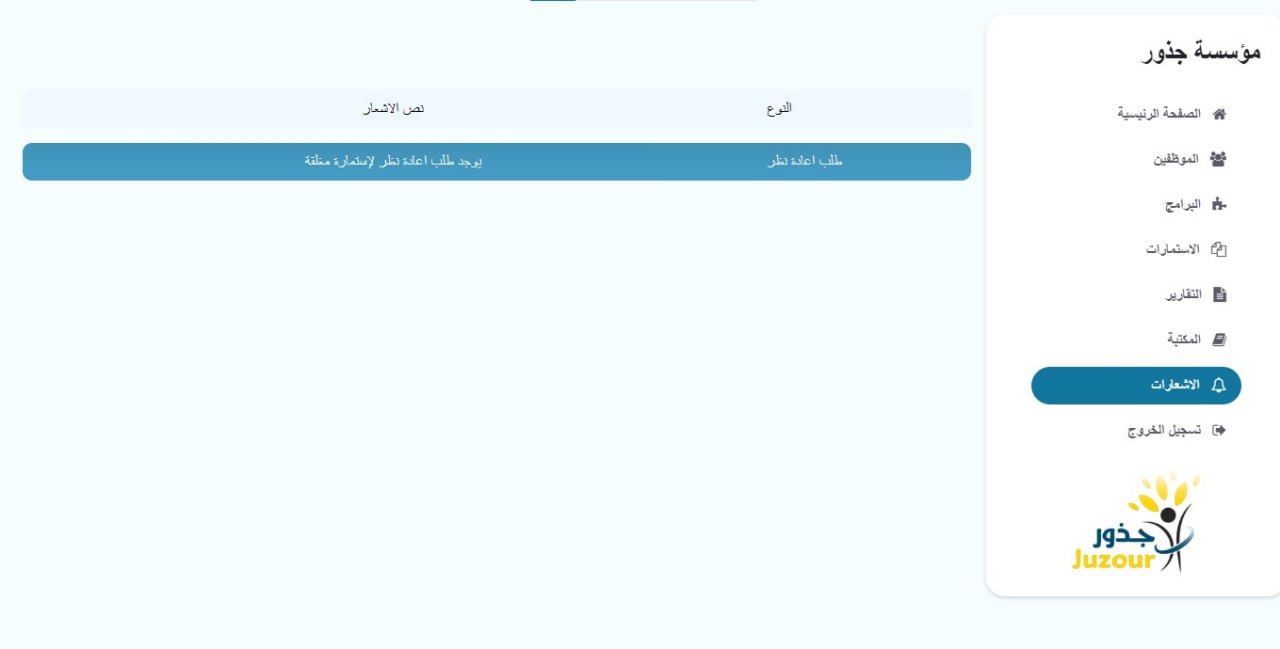 مؤسسة جذور
الصفحة الرئيسية
الموظفين
البرامج
الاستمارات
التقارير
المكتبة
الاشعارات
تسجيل الخروج
جذور
Juzour
النوع نص الاشعار
طلب اعادة نظر يوجد طلب اعادة نظر لإستمارة مغلقة